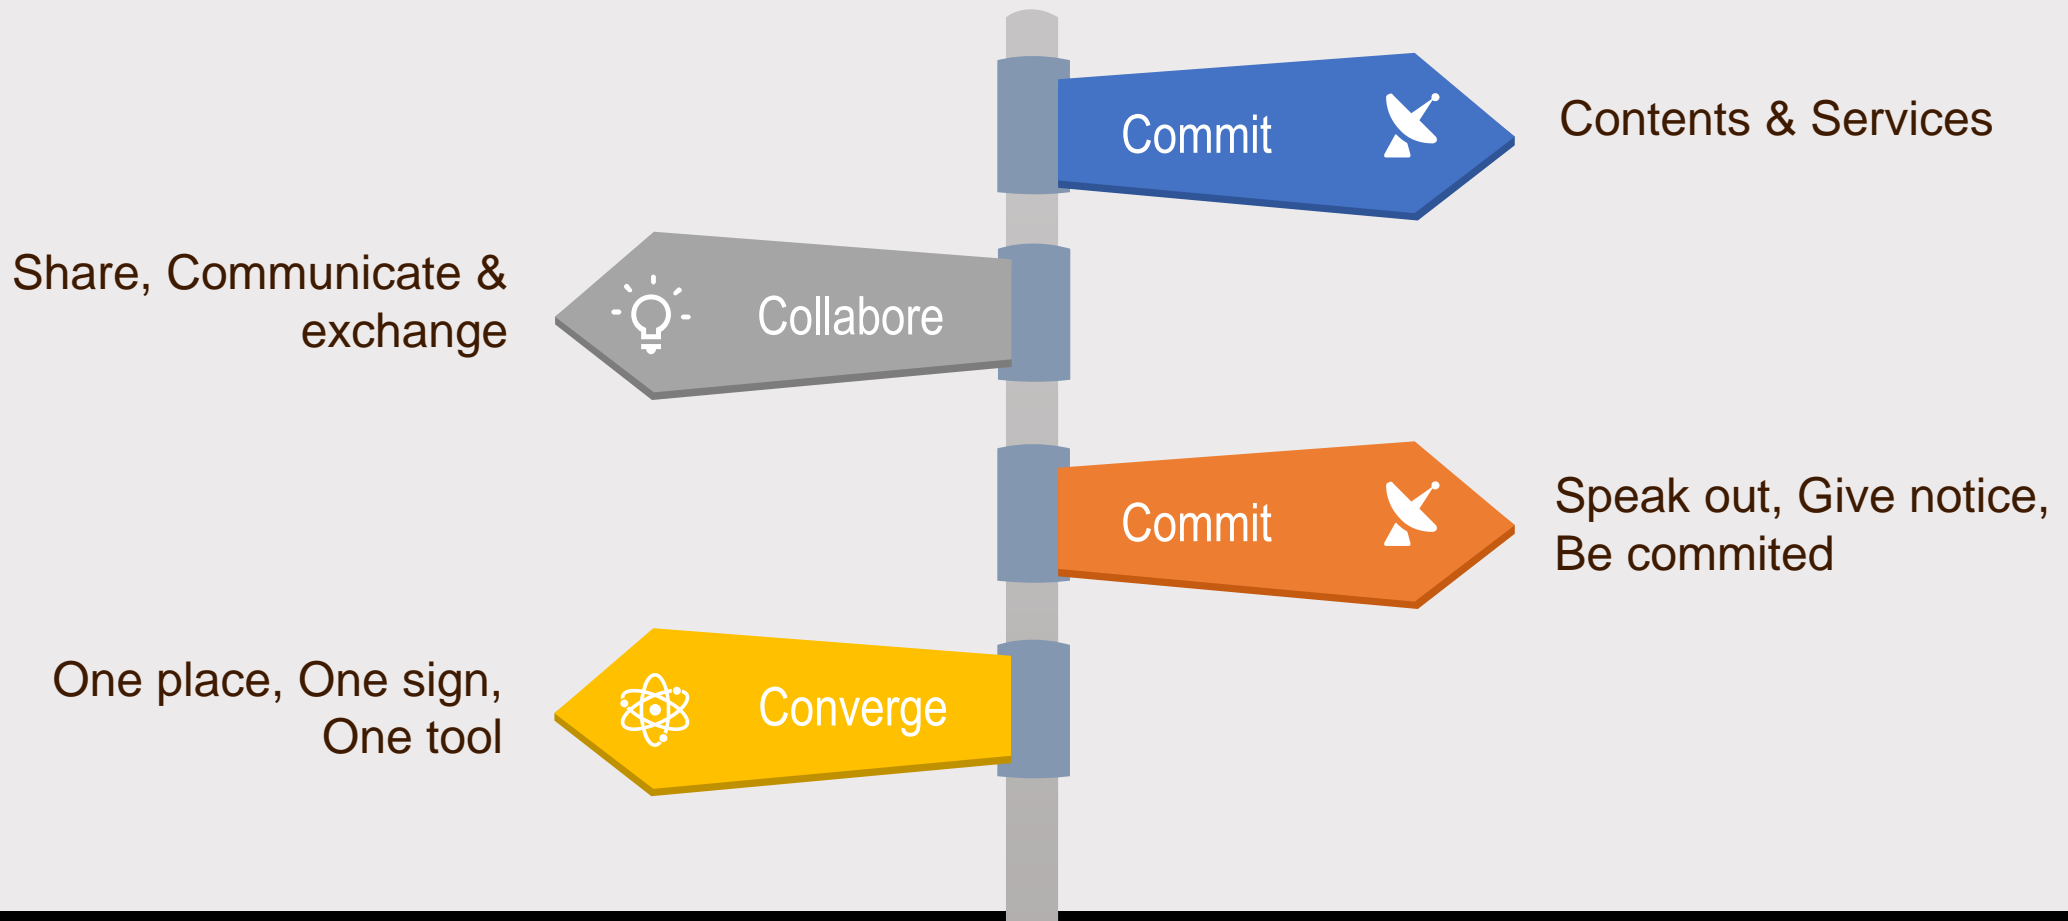 Commit
Contents & Services
Share, Communicate &
exchange
Collabore
Commit
Speak out, Give notice,
Be commited
One place, One sign,
One tool
Converge